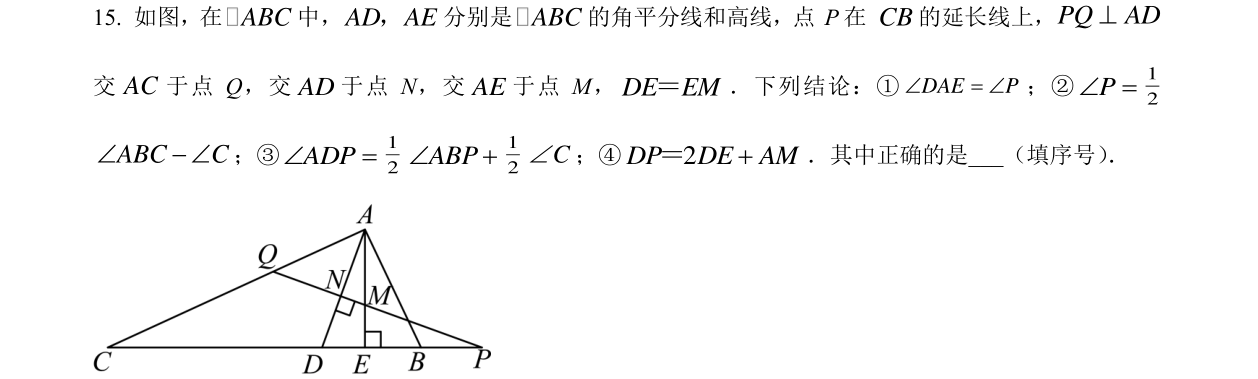 15. 如图，在□ABC 中，AD，AE 分别是□ABC 的角平分线和高线，点 P 在 CB 的延长线上，PQ⊥AD
交 AC 于点 Q，交 AD 于点 N，交 AE 于点 M，DE=EM．下列结论：①∠DAE=∠P；②∠P=1/2
∠ABC−∠C；③∠ADP=1/2∠ABP+1/2∠C；④DP=2DE+AM．其中正确的是___（填序号）.
A
Q
N
M
C
D
E
B
P